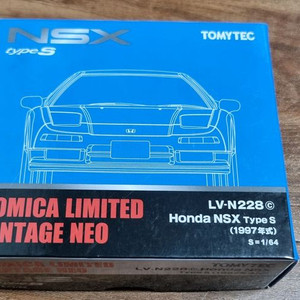 NSX
type S
TOMYTEC
LV-N228 ⓒ
Honda NSX Type S
(1997年式)
S=1/64
OMICA LIMITED
NTAGE NEO